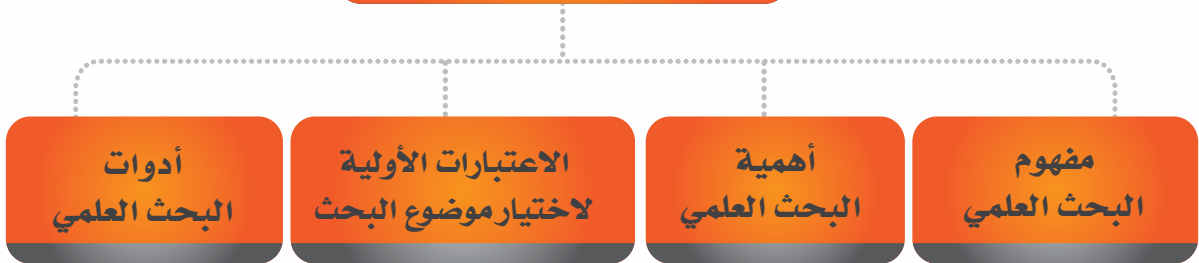 مفهوم
البحث العلمي
أهمية
البحث العلمي
الاعتبارات الأولية
لاختيار موضوع البحث
أدوات
البحث العلمي